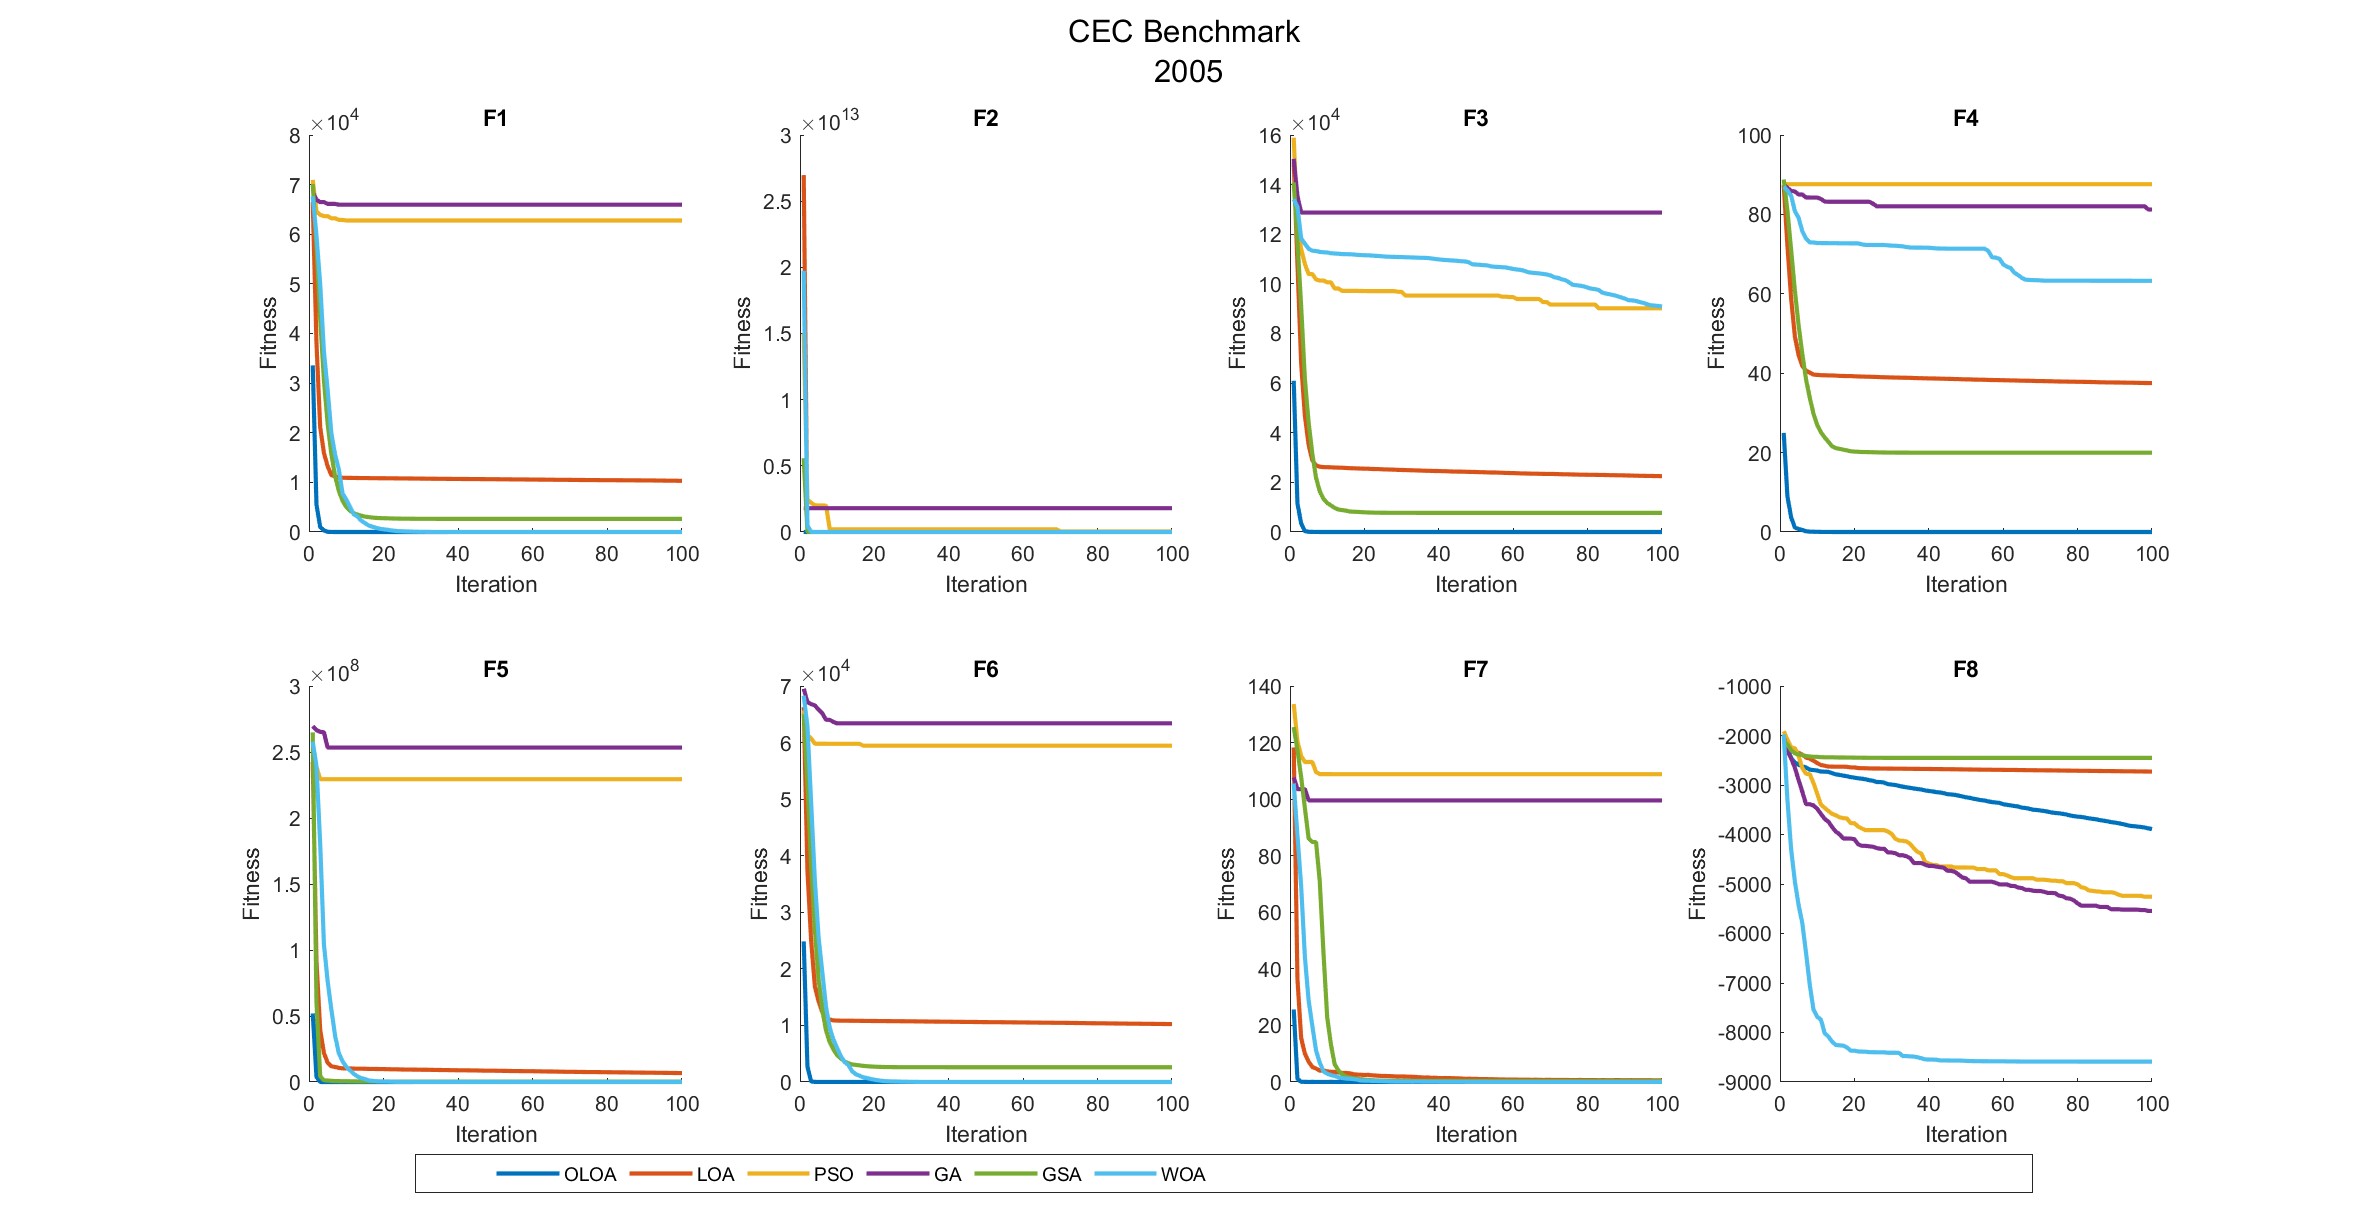 CEC Benchmark
2005
F1
×10^4
8
7
6
5
4
3
2
1
0
0 20 40 60 80 100
Fitness
Iteration
F2
×10^13
3
2.5
2
1.5
1
0.5
0
0 20 40 60 80 100
Fitness
Iteration
F3
×10^4
16
14
12
10
8
6
4
2
0
0 20 40 60 80 100
Fitness
Iteration
F4
100
80
60
40
20
0
0 20 40 60 80 100
Fitness
Iteration
F5
×10^8
3
2.5
2
1.5
1
0.5
0
0 20 40 60 80 100
Fitness
Iteration
F6
×10^4
7
6
5
4
3
2
1
0
0 20 40 60 80 100
Fitness
Iteration
F7
140
120
100
80
60
40
20
0
0 20 40 60 80 100
Fitness
Iteration
F8
-1000
-2000
-3000
-4000
-5000
-6000
-7000
-8000
-9000
0 20 40 60 80 100
Fitness
Iteration
OLOA LOA PSO GA GSA WOA